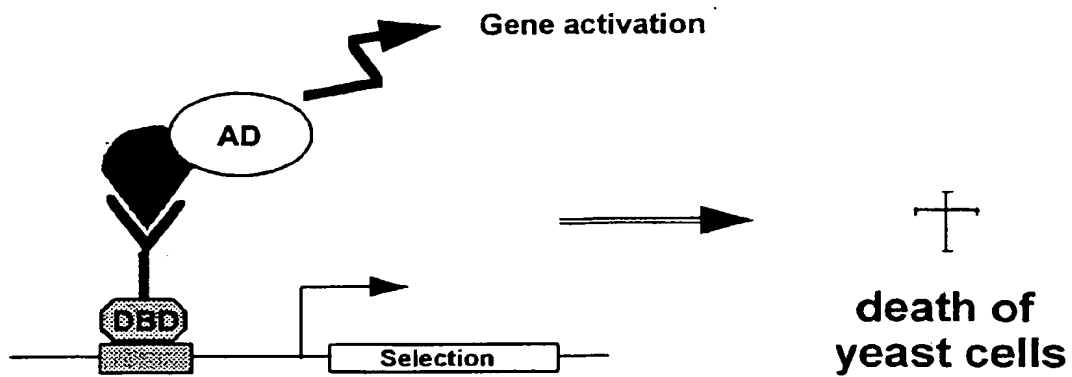 Gene activation
AD
DBD
Selection
death of
yeast cells